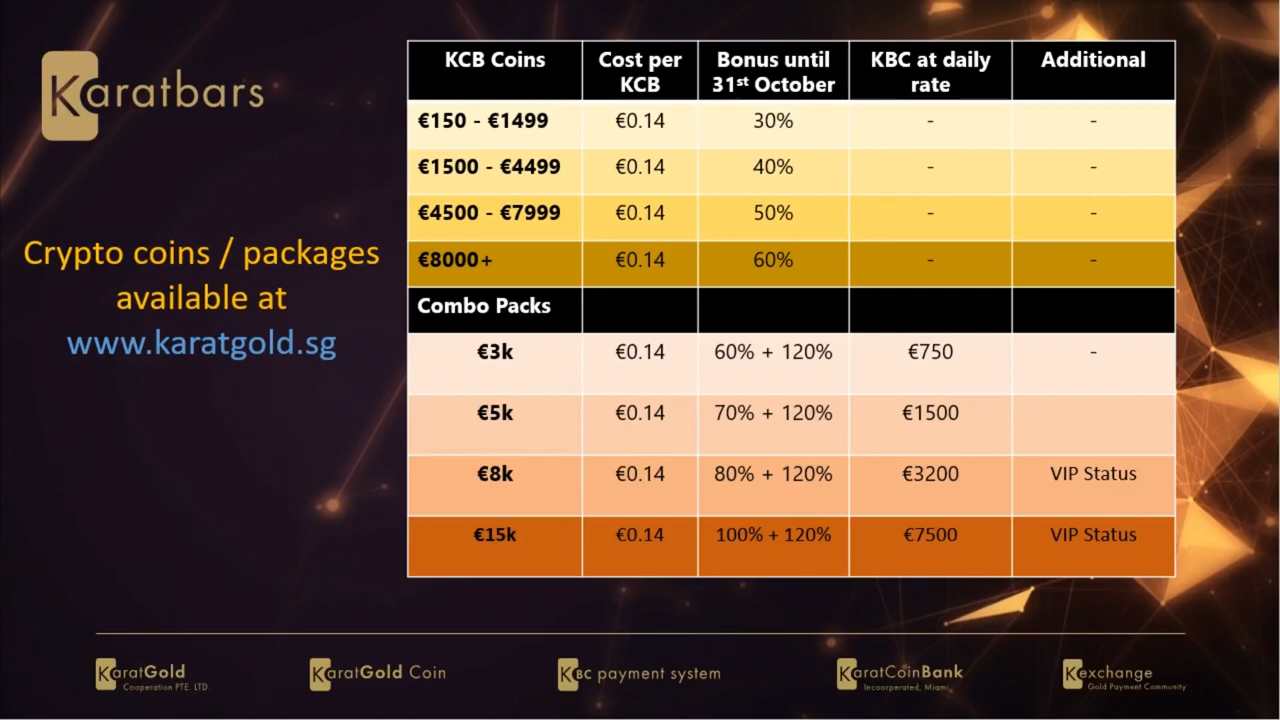 Karatbars
Crypto coins / packages
available at
www.karatgold.sg
KCB Coins
Cost per
KCB
Bonus until
31st October
KBC at daily
rate
Additional
€150 - €1499 €0.14 30% - -
€1500 - €4499 €0.14 40% - -
€4500 - €7999 €0.14 50% - -
€8000+ €0.14 60% - -
Combo Packs
€3k €0.14 60% + 120% €750 -
€5k €0.14 70% + 120% €1500
€8k €0.14 80% + 120% €3200 VIP Status
€15k €0.14 100% + 120% €7500 VIP Status
KaratGold
Cooperation PTE. LTD.
KaratGold Coin
KBC payment system
KaratCoinBank
Incoorperated, Miami
Kexchange
Gold Payment Community